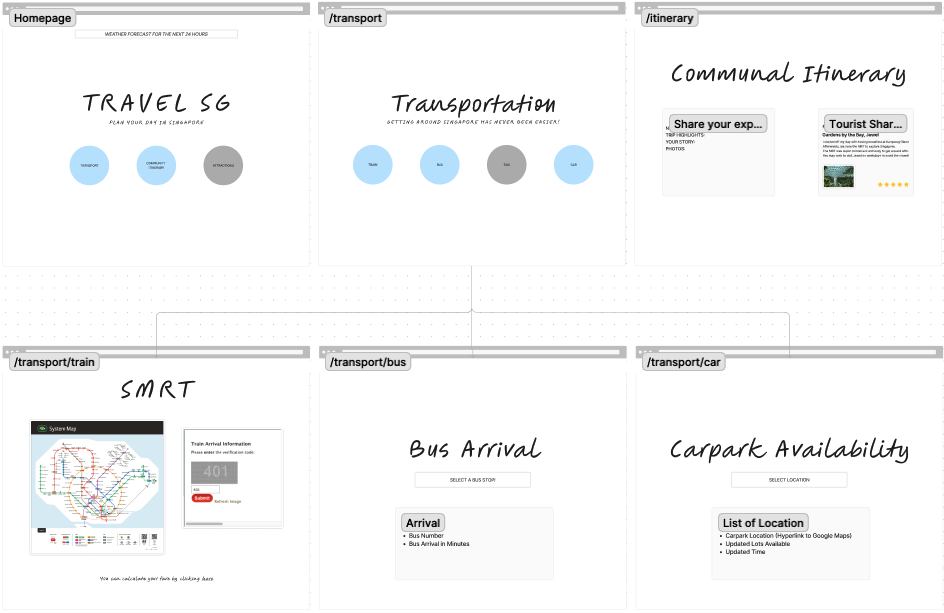 Homepage
WEATHER FORECAST FOR THE NEXT 24 HOURS
TRAVEL SG
PLAN YOUR DAY IN SINGAPORE
TRANSPORT
COMMUNITY ITINERARY
ATTRACTIONS
/transport
Transportation
GETTING AROUND SINGAPORE HAS NEVER BEEN EASIER!
TRAIN
BUS
TAXI
CAR
/itinerary
Communal Itinerary
Share your exp...
TRIP HIGHLIGHTS:
YOUR STORY:
PHOTOS
Tourist Shar...
Gardens by the Bay, Jewel
/transport/train
SMRT
System Map
Train Arrival Information
Please enter the verification code:
401
401
Submit
Refresh Image
You can calculate your fare by clicking here
/transport/bus
Bus Arrival
SELECT A BUS STOP
Arrival
• Bus Number
• Bus Arrival in Minutes
/transport/car
Carpark Availability
SELECT LOCATION
List of Location
• Carpark Location (Hyperlink to Google Maps)
• Updated Lots Available
• Updated Time